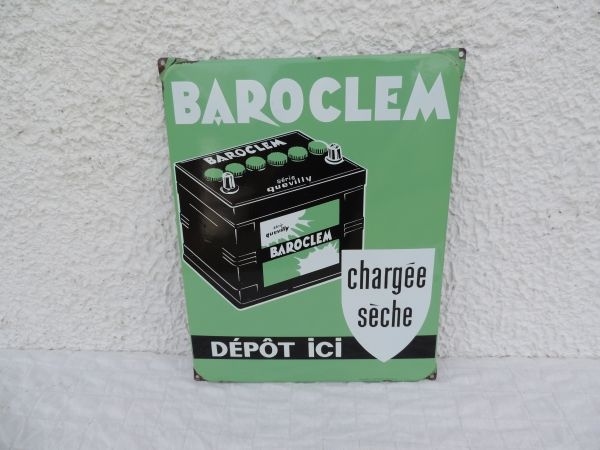 BAROCLEM
BAROCLEM
série
quevilly
série
quevilly
BAROCLEM
chargée
sèche
DÉPÔT ici